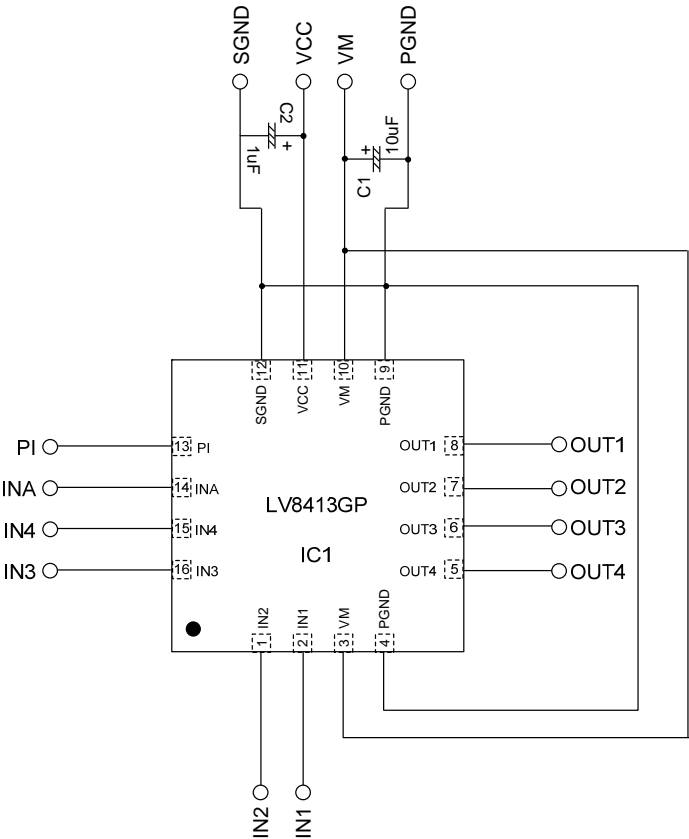 SGND
VCC
VM
PGND
C2
1uF
+
+
10uF
C1
12
11
10
9
SGND
VCC
VM
PGND
PI
13
PI
OUT1
8
OUT1
INA
14
INA
OUT2
7
OUT2
LV8413GP
IN4
15
IN4
OUT3
6
OUT3
IC1
IN3
16
IN3
OUT4
5
OUT4
IN2
IN1
VM
PGND
1
2
3
4
IN2
IN1